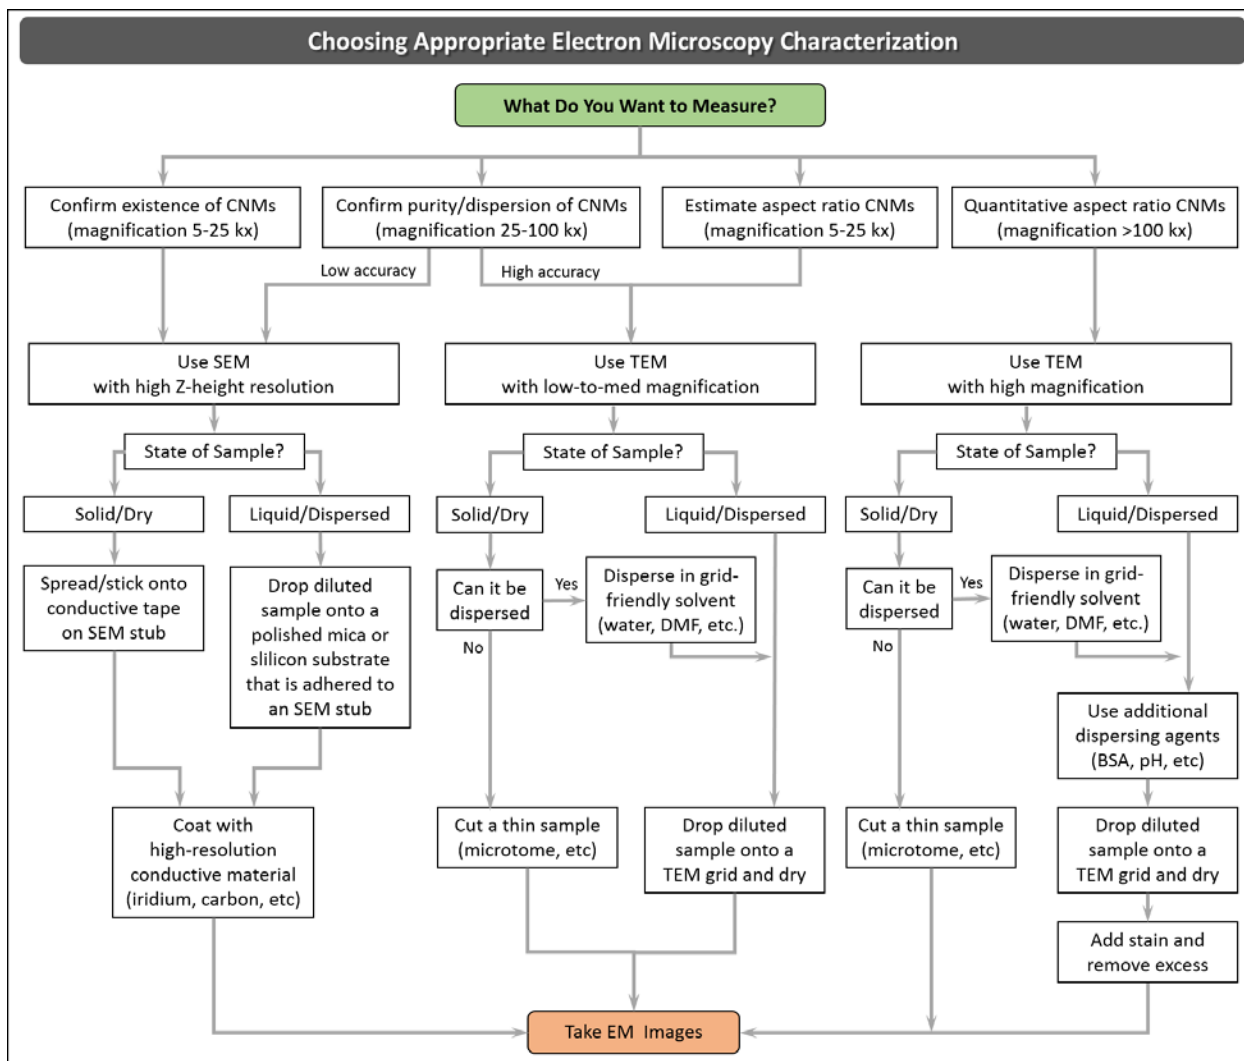 Choosing Appropriate Electron Microscopy Characterization
What Do You Want to Measure?
Confirm existence of CNMs
(magnification 5-25 kx)
Confirm purity/dispersion of CNMs
(magnification 25-100 kx)
Estimate aspect ratio CNMs
(magnification 5-25 kx)
Quantitative aspect ratio CNMs
(magnification >100 kx)
Low accuracy
High accuracy
Use SEM
with high Z-height resolution
Use TEM
with low-to-med magnification
Use TEM
with high magnification
State of Sample?
State of Sample?
State of Sample?
Solid/Dry
Liquid/Dispersed
Solid/Dry
Liquid/Dispersed
Solid/Dry
Liquid/Dispersed
Spread/stick onto
conductive tape
on SEM stub
Drop diluted
sample onto a
polished mica or
slilicon substrate
that is adhered to
an SEM stub
Can it be
dispersed
Yes
No
Disperse in grid-
friendly solvent
(water, DMF, etc.)
Can it be
dispersed
Yes
No
Disperse in grid-
friendly solvent
(water, DMF, etc.)
Use additional
dispersing agents
(BSA, pH, etc)
Coat with
high-resolution
conductive material
(iridium, carbon, etc)
Cut a thin sample
(microtome, etc)
Drop diluted
sample onto a
TEM grid and dry
Cut a thin sample
(microtome, etc)
Drop diluted
sample onto a
TEM grid and dry
Add stain and
remove excess
Take EM  Images